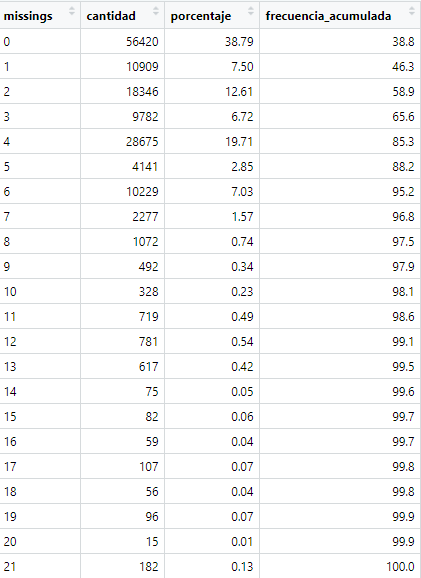 missings cantidad porcentaje frecuencia_acumulada
0 56420 38.79 38.8
1 10909 7.50 46.3
2 18346 12.61 58.9
3 9782 6.72 65.6
4 28675 19.71 85.3
5 4141 2.85 88.2
6 10229 7.03 95.2
7 2277 1.57 96.8
8 1072 0.74 97.5
9 492 0.34 97.9
10 328 0.23 98.1
11 719 0.49 98.6
12 781 0.54 99.1
13 617 0.42 99.5
14 75 0.05 99.6
15 82 0.06 99.7
16 59 0.04 99.7
17 107 0.07 99.8
18 56 0.04 99.8
19 96 0.07 99.9
20 15 0.01 99.9
21 182 0.13 100.0